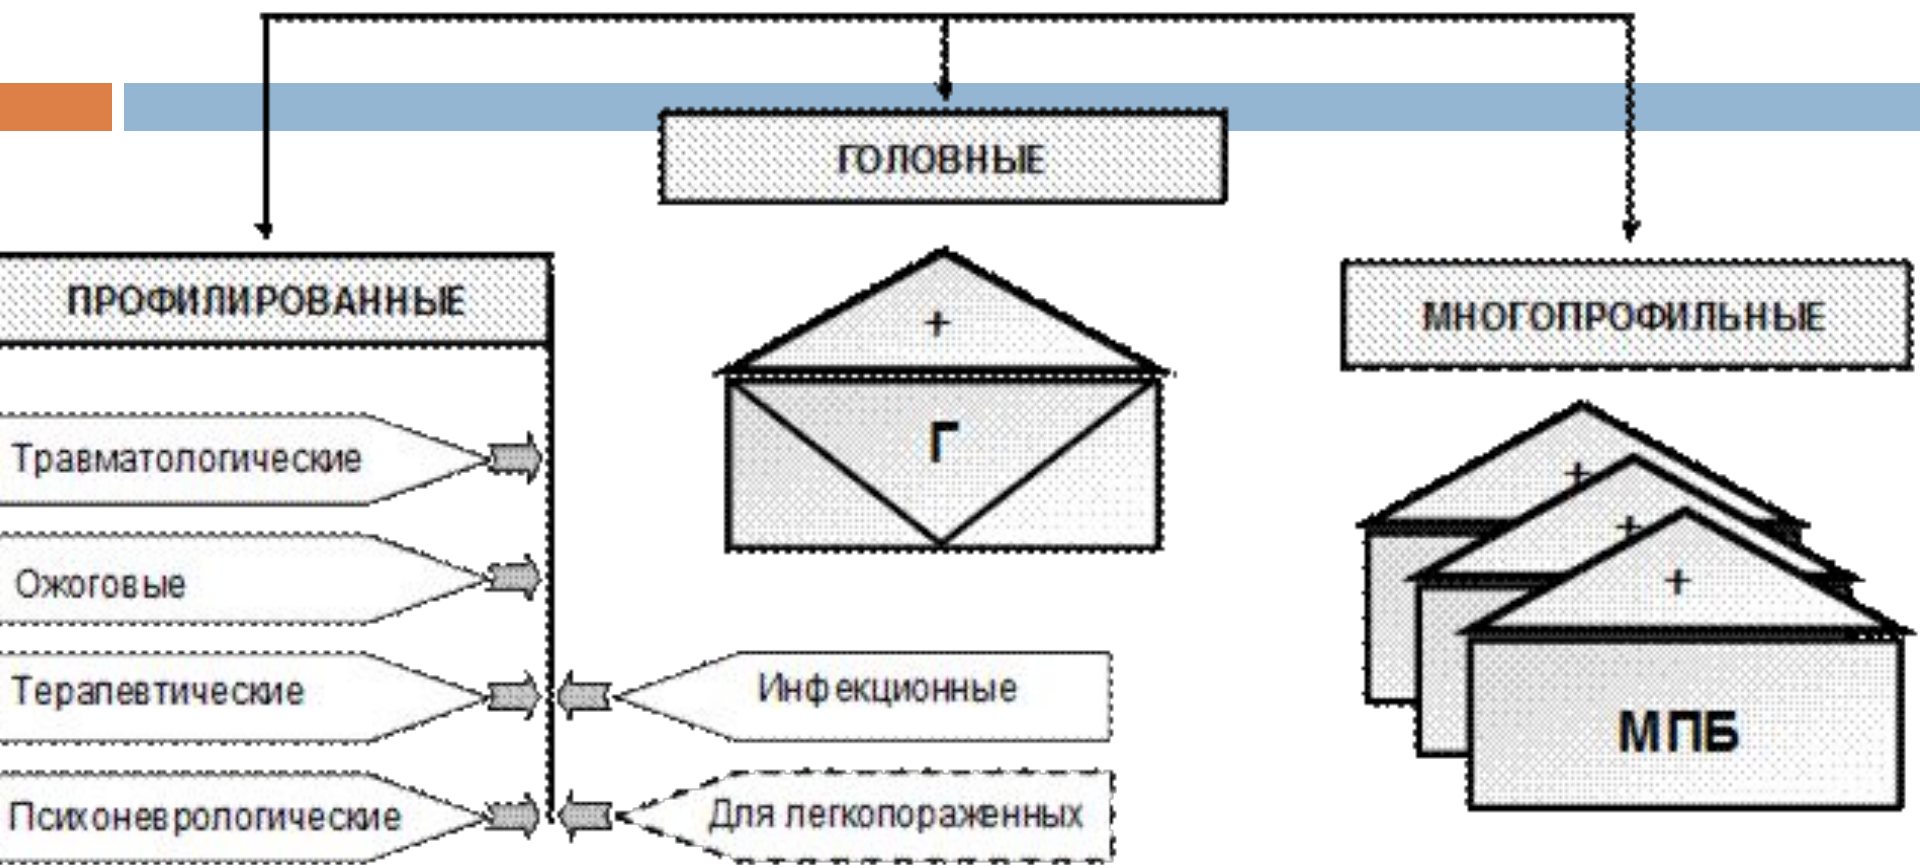 ГОЛОВНЫЕ
ПРОФИЛИРОВАННЫЕ
МНОГОПРОФИЛЬНЫЕ
+
Г
+
+
+
Травматологические
Ожоговые
Терапевтические
Инфекционные
МПБ
Психоневрологические
Для легкопораженных